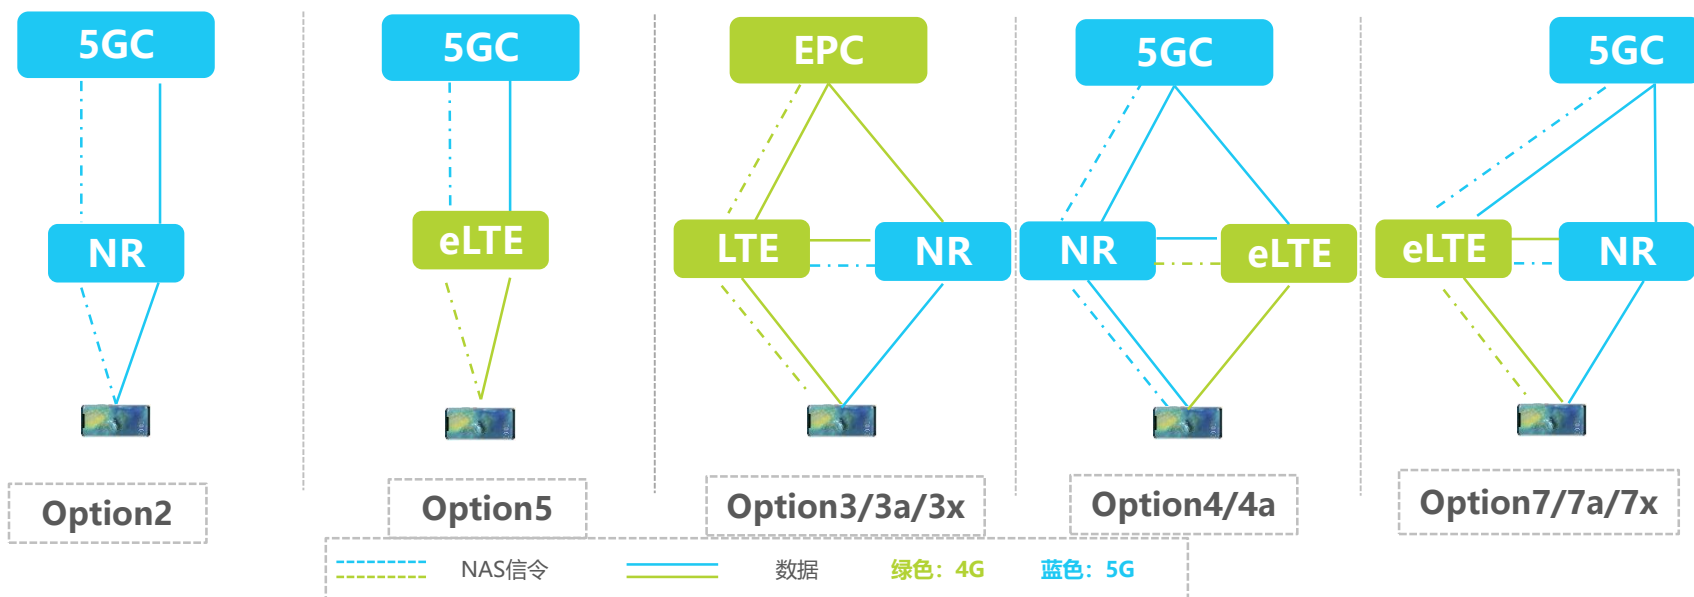 5GC
5GC
EPC
5GC
5GC
NR
eLTE
LTE
NR
NR
eLTE
eLTE
NR
Option2
Option5
Option3/3a/3x
Option4/4a
Option7/7a/7x
NAS信令
数据
绿色：4G
蓝色：5G